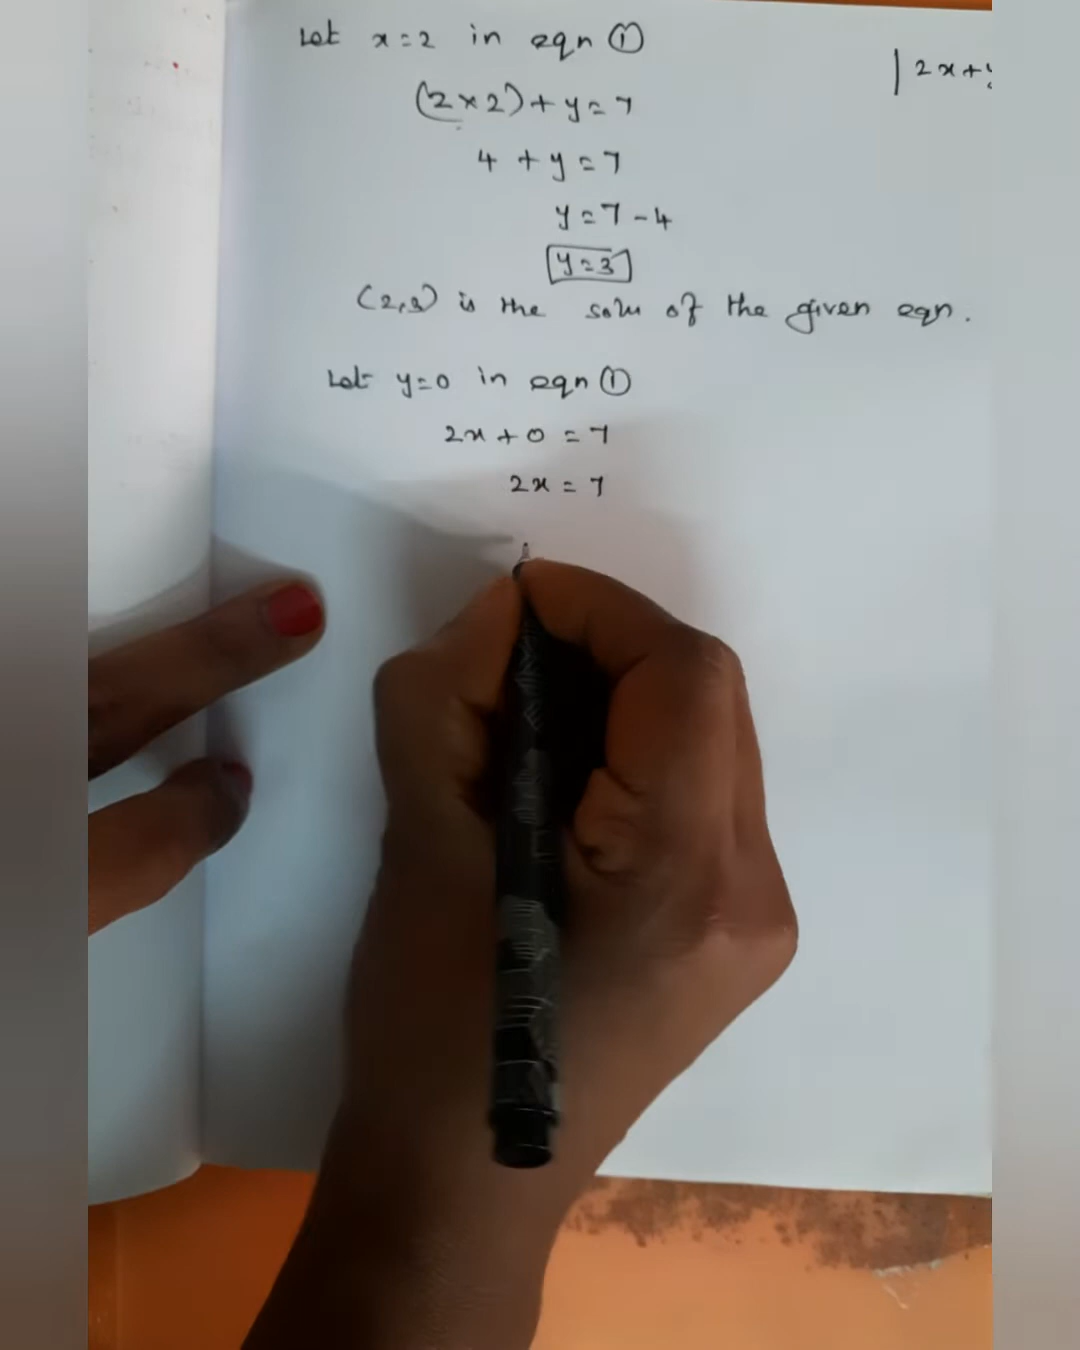 Let x=2 in eqn ①
|2x+y
(2×2)+y=7
4 +y=7
y=7-4
y=3
(2,3) is the soln of the given eqn.
Let y=0 in eqn ①
2x+0 =7
2x=7